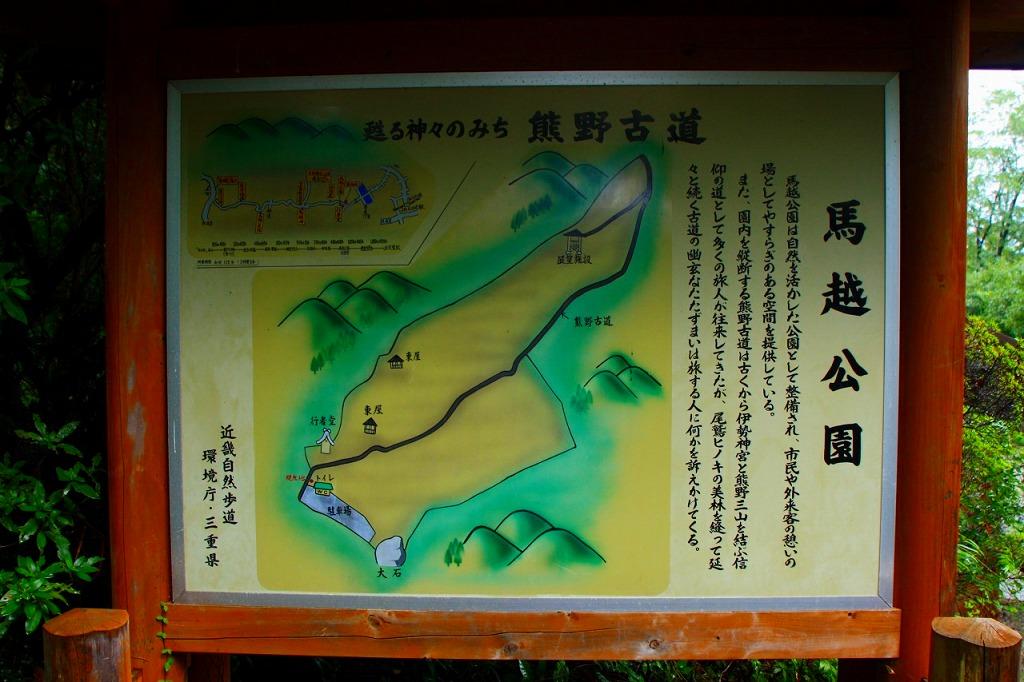 甦る神々のみち 熊野古道
馬越公園
馬越公園は自然を活かした公園として整備され、市民や外来客の憩いの
場としてやすらぎのある空間を提供している。
また、園内を縦断する熊野古道は古くから伊勢神宮と熊野三山を結ぶ信
仰の道として多くの旅人が往来してきたが、尾鷲ヒノキの美林を縫って延
々と続く古道の幽玄なたたずまいは旅する人に何かを訴えかけてくる。
展望施設
熊野古道
東屋
東屋
行者堂
トイレ
駐車場
大石
近畿自然歩道
環境庁・三重県